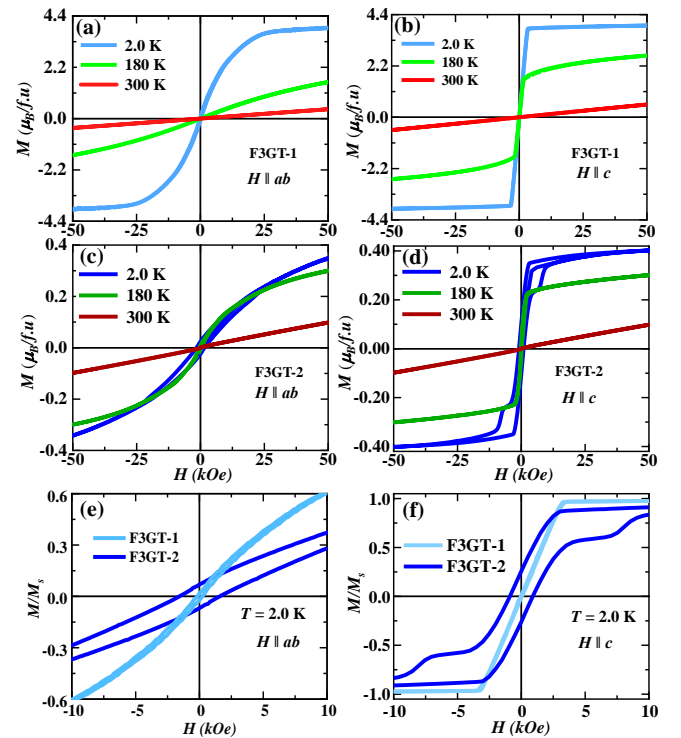 (a)
2.0 K
180 K
300 K
F3GT-1
H ∥ ab
M (μB/f.u)
4.4
2.2
0.0
-2.2
-4.4
-50 -25 0 25 50
(b)
2.0 K
180 K
300 K
F3GT-1
H ∥ c
M (μB/f.u)
4.4
2.2
0.0
-2.2
-4.4
-50 -25 0 25 50
(c)
2.0 K
180 K
300 K
F3GT-2
H ∥ ab
M (μB/f.u)
0.4
0.2
0.0
-0.2
-0.4
-50 -25 0 25 50
H (kOe)
(d)
2.0 K
180 K
300 K
F3GT-2
H ∥ c
M (μB/f.u)
0.40
0.20
0.00
-0.20
-0.40
-50 -25 0 25 50
H (kOe)
(e)
F3GT-1
F3GT-2
T = 2.0 K
H ∥ ab
M/Ms
0.6
0.3
0.0
-0.3
-0.6
-10 -5 0 5 10
H (kOe)
(f)
F3GT-1
F3GT-2
T = 2.0 K
H ∥ c
M/Ms
1.0
0.5
0.0
-0.5
-1.0
-10 -5 0 5 10
H (kOe)